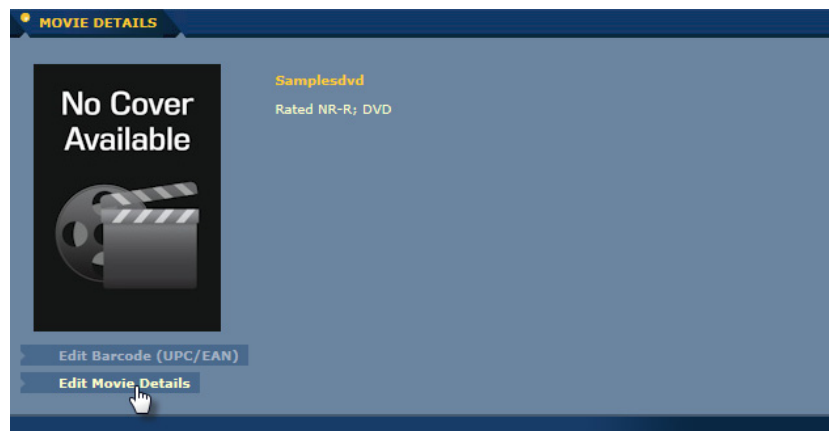 MOVIE DETAILS
No Cover
Available
Samplesdvd
Rated NR-R; DVD
Edit Barcode (UPC/EAN)
Edit Movie Details